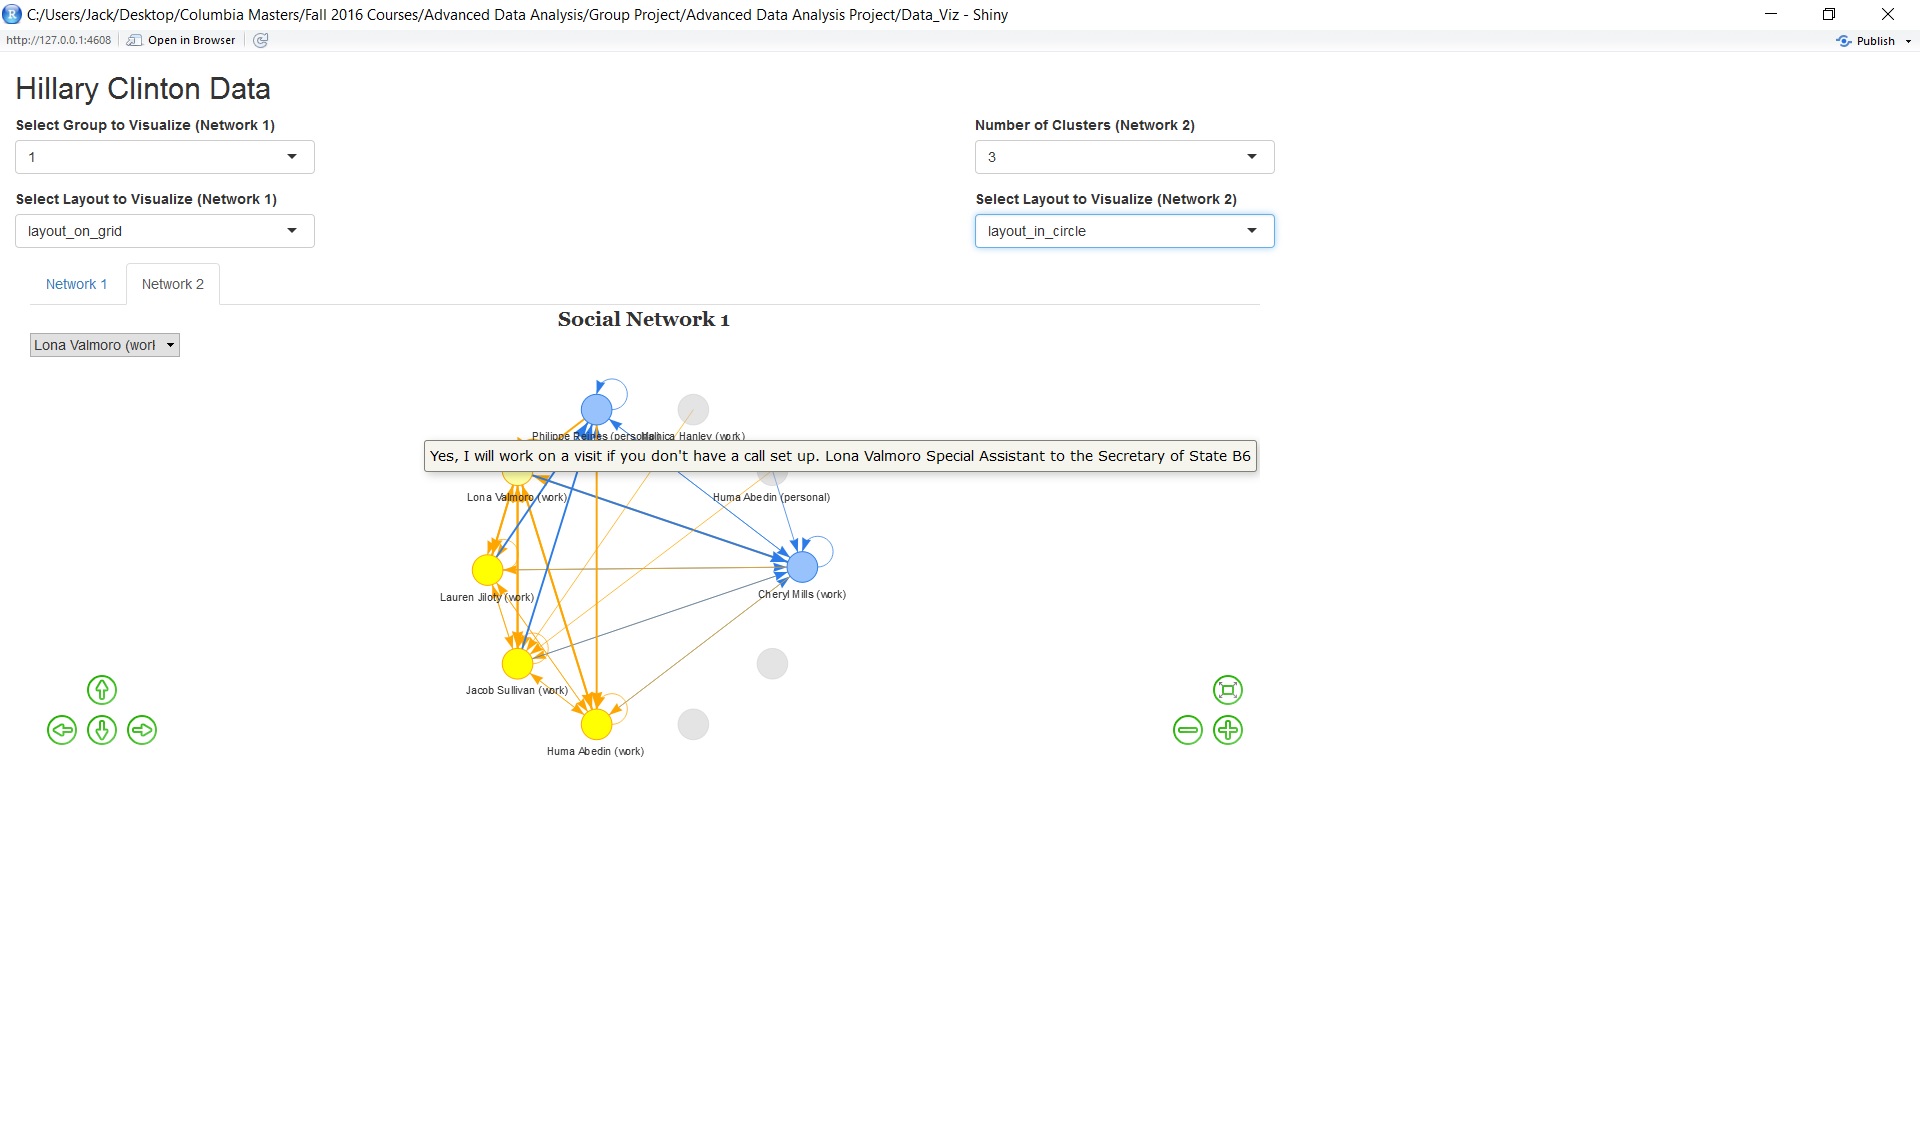 C:/Users/Jack/Desktop/Columbia Masters/Fall 2016 Courses/Advanced Data Analysis/Group Project/Advanced Data Analysis Project/Data_Viz - Shiny
http://127.0.0.1:4608 Open in Browser Publish
Hillary Clinton Data
Select Group to Visualize (Network 1) Number of Clusters (Network 2)
1 3
Select Layout to Visualize (Network 1) Select Layout to Visualize (Network 2)
layout_on_grid layout_in_circle
Network 1 Network 2
Social Network 1
Lona Valmoro (work
Philippe Reines (personal) Monica Hanley (work)
Yes, I will work on a visit if you don't have a call set up. Lona Valmoro Special Assistant to the Secretary of State B6
Lona Valmoro (work) Huma Abedin (personal)
Lauren Jiloty (work) Cheryl Mills (work)
Jacob Sullivan (work)
Huma Abedin (work)